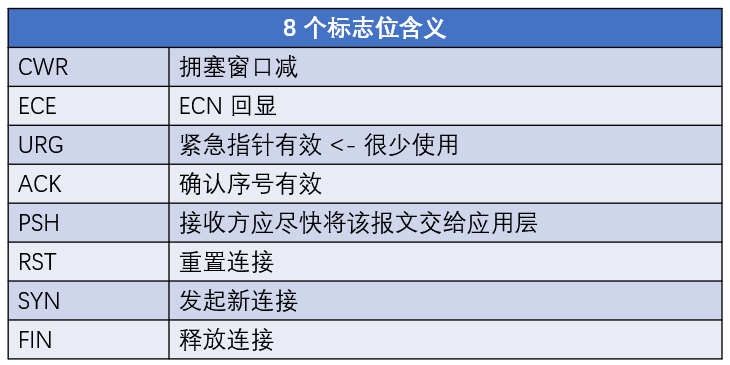 8 个标志位含义
CWR 拥塞窗口减
ECE ECN 回显
URG 紧急指针有效 <- 很少使用
ACK 确认序号有效
PSH 接收方应尽快将该报文交给应用层
RST 重置连接
SYN 发起新连接
FIN 释放连接